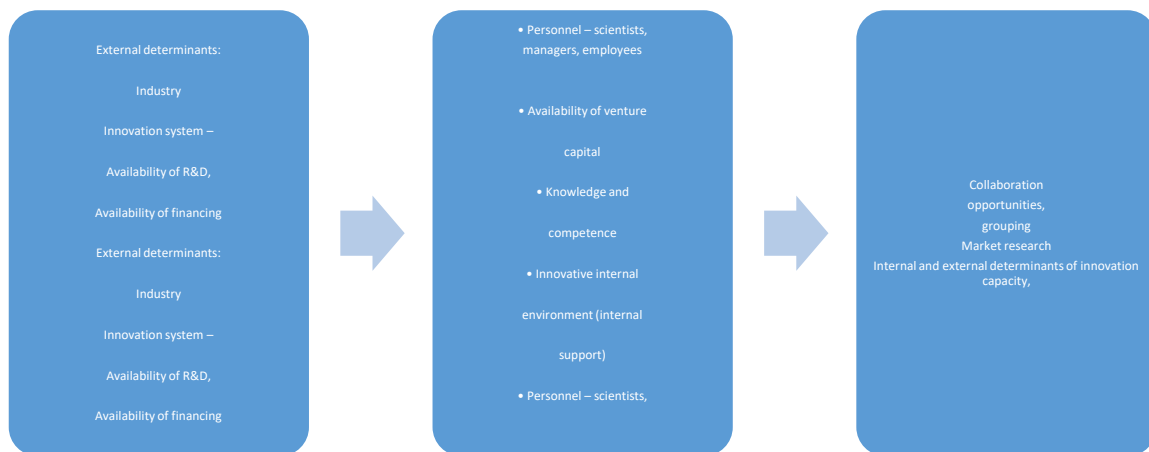 External determinants:
Industry
Innovation system –
Availability of R&D,
Availability of financing
External determinants:
Industry
Innovation system –
Availability of R&D,
Availability of financing
• Personnel – scientists,
managers, employees
• Availability of venture
capital
• Knowledge and
competence
• Innovative internal
environment (internal
support)
• Personnel – scientists,
Collaboration
opportunities,
grouping
Market research
Internal and external determinants of innovation
capacity,